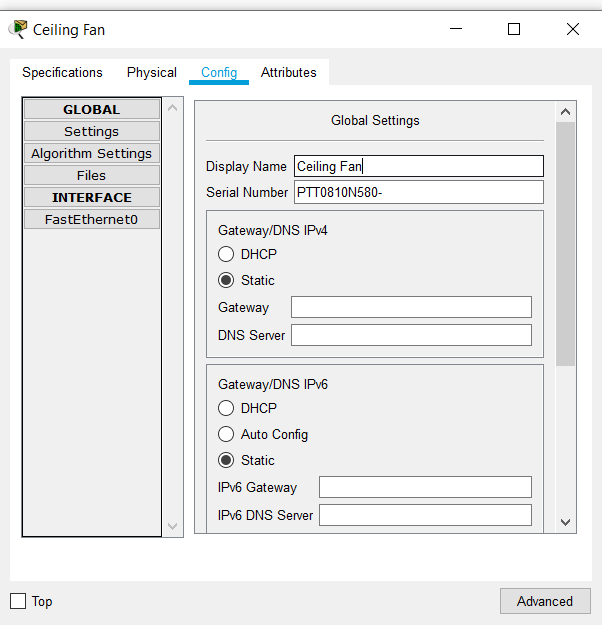 Ceiling Fan
Specifications Physical Config Attributes
GLOBAL
Settings
Algorithm Settings
Files
INTERFACE
FastEthernet0
Global Settings
Display Name Ceiling Fan
Serial Number PTT0810N580-
Gateway/DNS IPv4
DHCP
Static
Gateway
DNS Server
Gateway/DNS IPv6
DHCP
Auto Config
Static
IPv6 Gateway
IPv6 DNS Server
Top
Advanced